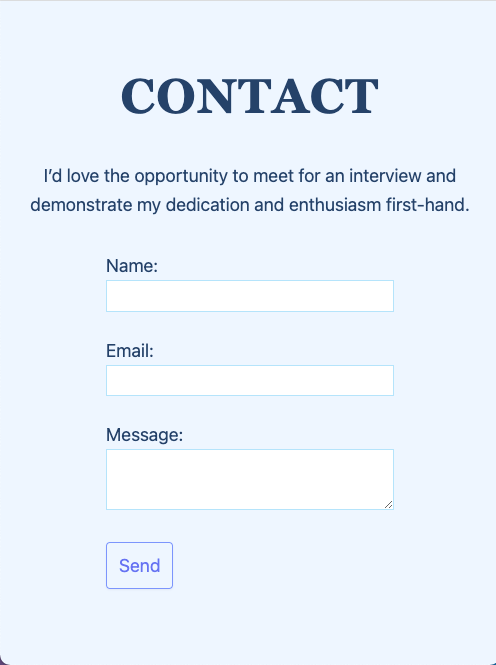 CONTACT
I’d love the opportunity to meet for an interview and
demonstrate my dedication and enthusiasm first-hand.
Name:
Email:
Message:
Send